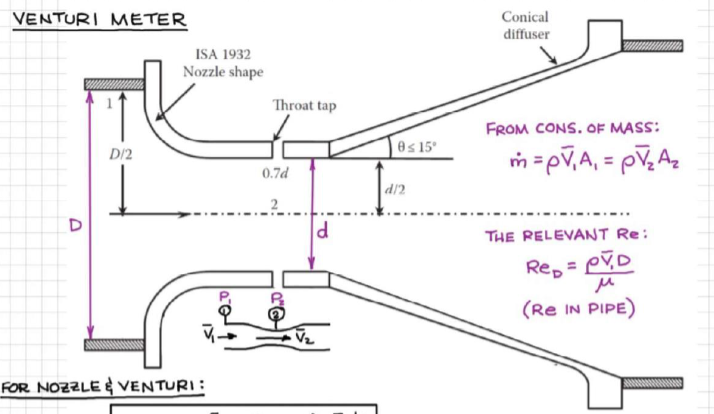 VENTURI METER
Conical
diffuser
ISA 1932
Nozzle shape
Throat tap
1
D/2
0.7d
2
θ ≤ 15°
d/2
D
d
FROM CONS. OF MASS:
ṁ = ρV̄₁A₁ = ρV̄₂A₂
THE RELEVANT Re:
Re_D = ρV̄₁D / μ
(Re IN PIPE)
P₁ P₂
1 2
V̄₁ V̄₂
FOR NOZZLE & VENTURI: